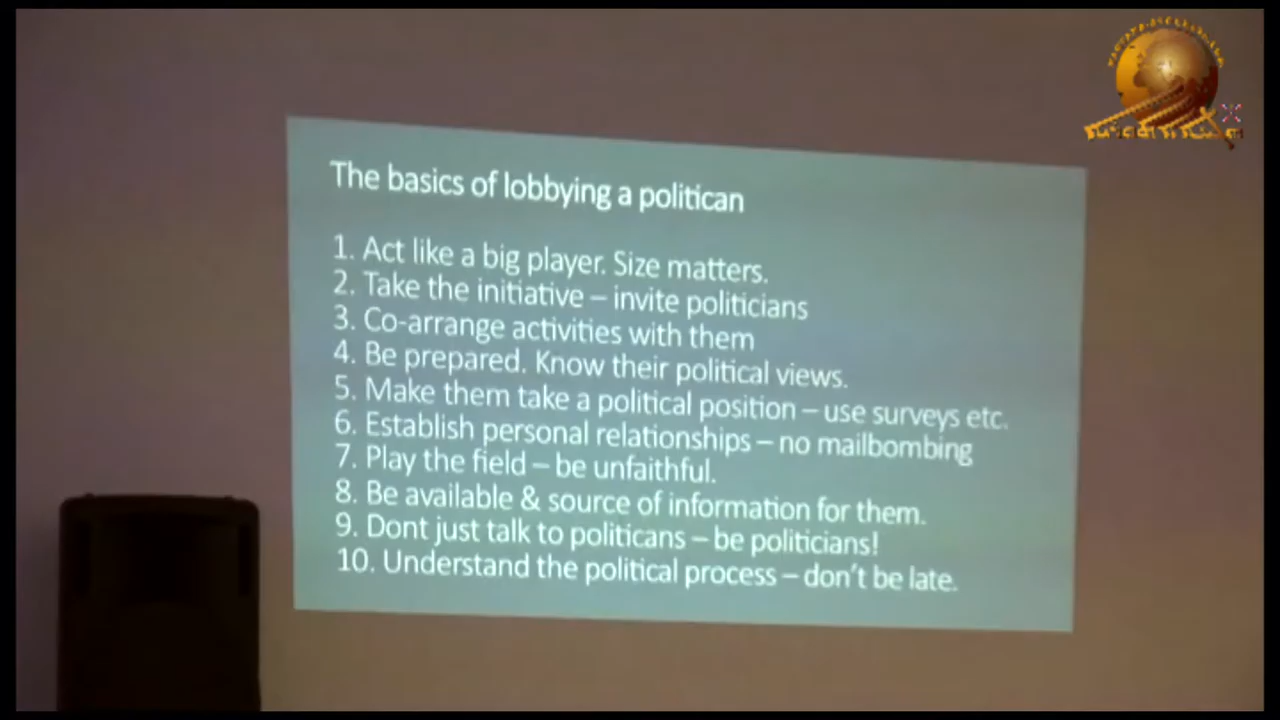 The basics of lobbying a politican
1. Act like a big player. Size matters.
2. Take the initiative – invite politicians
3. Co-arrange activities with them
4. Be prepared. Know their political views.
5. Make them take a political position – use surveys etc.
6. Establish personal relationships – no mailbombing
7. Play the field – be unfaithful.
8. Be available & source of information for them.
9. Dont just talk to politicans – be politicians!
10. Understand the political process – don't be late.